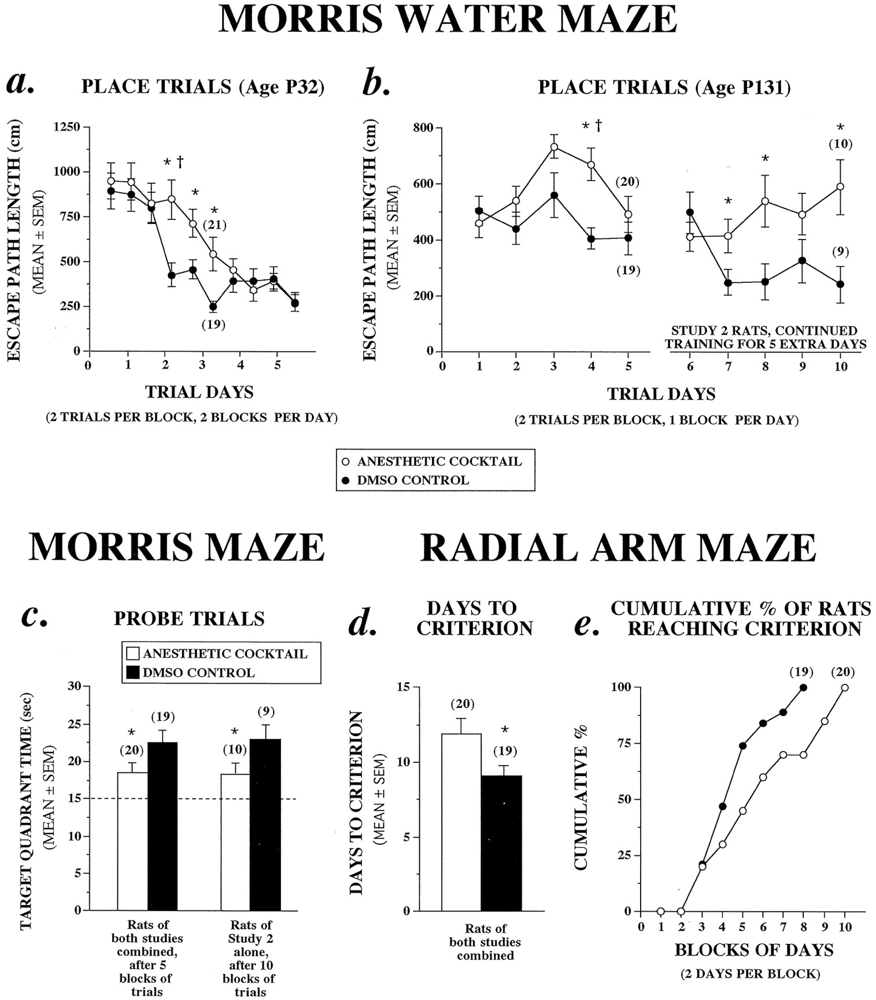 MORRIS WATER MAZE
a.
PLACE TRIALS (Age P32)
ESCAPE PATH LENGTH (cm)
(MEAN ± SEM)
1250
1000
750
500
250
0
* †
*
*
(21)
(19)
0 1 2 3 4 5
TRIAL DAYS
(2 TRIALS PER BLOCK, 2 BLOCKS PER DAY)
b.
PLACE TRIALS (Age P131)
ESCAPE PATH LENGTH (cm)
(MEAN ± SEM)
800
600
400
200
0
* †
(20)
(19)
*
*
*
(10)
(9)
STUDY 2 RATS, CONTINUED
TRAINING FOR 5 EXTRA DAYS
0 1 2 3 4 5 6 7 8 9 10
TRIAL DAYS
(2 TRIALS PER BLOCK, 1 BLOCK PER DAY)
ANESTHETIC COCKTAIL
DMSO CONTROL
MORRIS MAZE
c.
PROBE TRIALS
ANESTHETIC COCKTAIL
DMSO CONTROL
TARGET QUADRANT TIME (sec)
(MEAN ± SEM)
30
25
20
15
10
5
0
*
(20)
(19)
*
(10)
(9)
Rats of
both studies
combined,
after 5
blocks of
trials
Rats of
Study 2
alone,
after 10
blocks of
trials
RADIAL ARM MAZE
d.
DAYS TO
CRITERION
DAYS TO CRITERION
(MEAN ± SEM)
15
10
5
0
(20)
*
(19)
Rats of
both studies
combined
e.
CUMULATIVE % OF RATS
REACHING CRITERION
CUMULATIVE %
100
75
50
25
0
(19)
(20)
0 1 2 3 4 5 6 7 8 9 10
BLOCKS OF DAYS
(2 DAYS PER BLOCK)